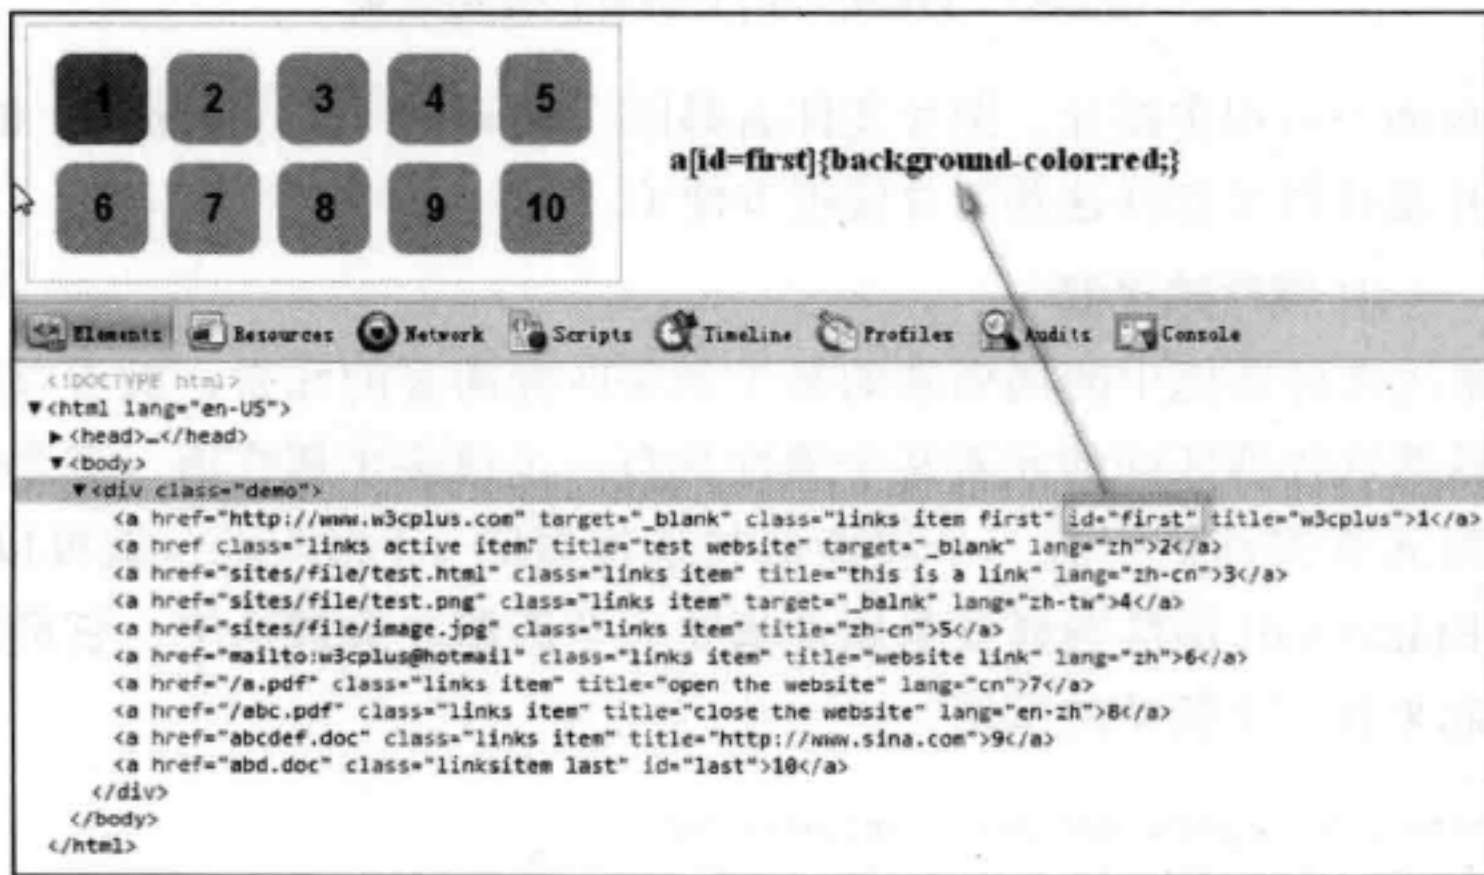 1 2 3 4 5
6 7 8 9 10
a[id=first]{background-color:red;}
Elements Resources Network Scripts Timeline Profiles Audits Console
<!DOCTYPE html>
▼<html lang="en-US">
▶<head>…</head>
▼<body>
▼<div class="demo">
<a href="http://www.w3cplus.com" target="_blank" class="links item first" id="first" title="w3cplus">1</a>
<a href class="links active item" title="test website" target="_blank" lang="zh">2</a>
<a href="sites/file/test.html" class="links item" title="this is a link" lang="zh-cn">3</a>
<a href="sites/file/test.png" class="links item" target="_balnk" lang="zh-tw">4</a>
<a href="sites/file/image.jpg" class="links item" title="zh-cn">5</a>
<a href="mailto:w3cplus@hotmail" class="links item" title="website link" lang="zh">6</a>
<a href="/a.pdf" class="links item" title="open the website" lang="cn">7</a>
<a href="/abc.pdf" class="links item" title="close the website" lang="en-zh">8</a>
<a href="abcdef.doc" class="links item" title="http://www.sina.com">9</a>
<a href="abd.doc" class="linksitem last" id="last">10</a>
</div>
</body>
</html>